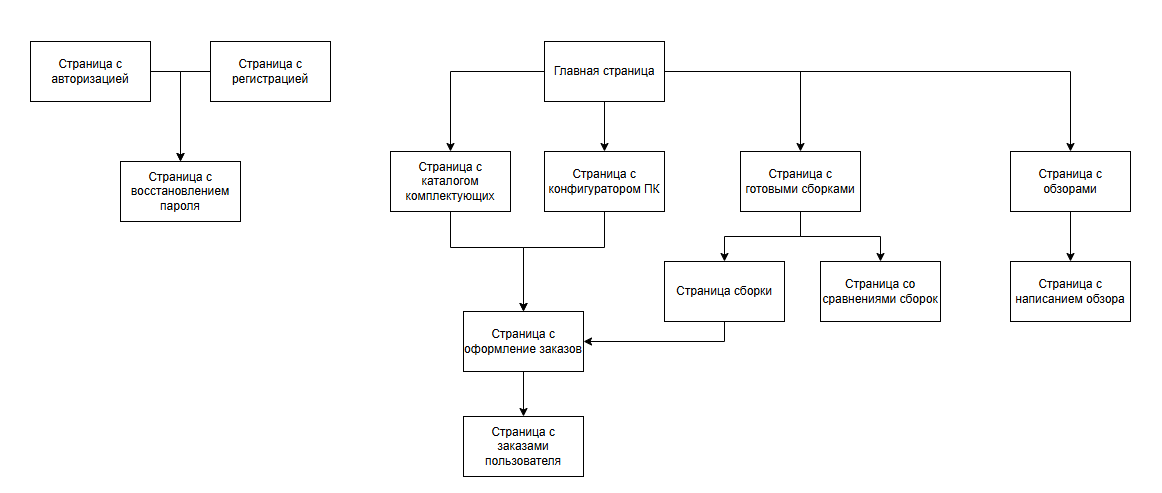 Страница с
авторизацией
Страница с
регистрацией
Главная страница
Страница с
восстановлением
пароля
Страница с
каталогом
комплектующих
Страница с
конфигуратором ПК
Страница с
готовыми сборками
Страница с
обзорами
Страница сборки
Страница со
сравнениями сборок
Страница с
написанием обзора
Страница с
оформление заказов
Страница с
заказами
пользователя